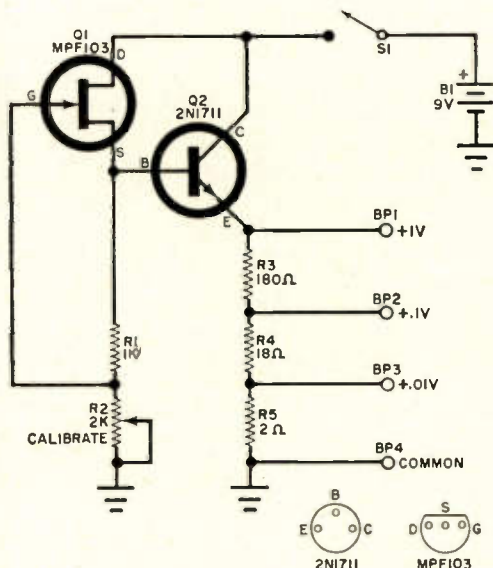 Q1
MPF103
D
G
S
S1
+
B1
9V
Q2
2N1711
B
C
E
BP1
+1V
R3
180Ω
BP2
+.1V
R1
R4
18Ω
BP3
+.01V
R2
2K
CALIBRATE
R5
2Ω
BP4
COMMON
B
E C
2N1711
S
D G
MPF103